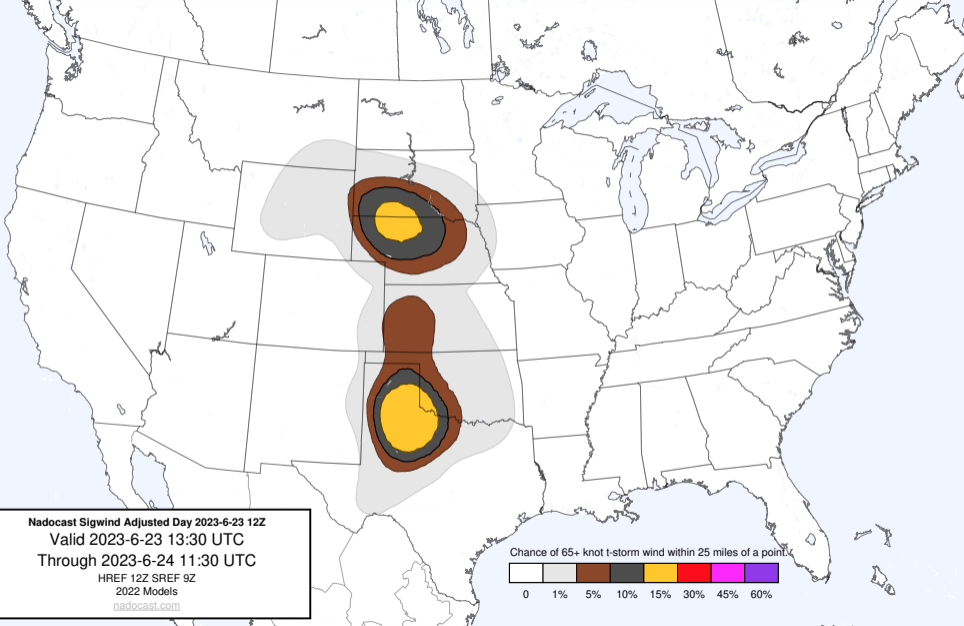 Nadocast Sigwind Adjusted Day 2023-6-23 12Z
Valid 2023-6-23 13:30 UTC
Through 2023-6-24 11:30 UTC
HREF 12Z SREF 9Z
2022 Models
nadocast.com
Chance of 65+ knot t-storm wind within 25 miles of a point.
0 1% 5% 10% 15% 30% 45% 60%